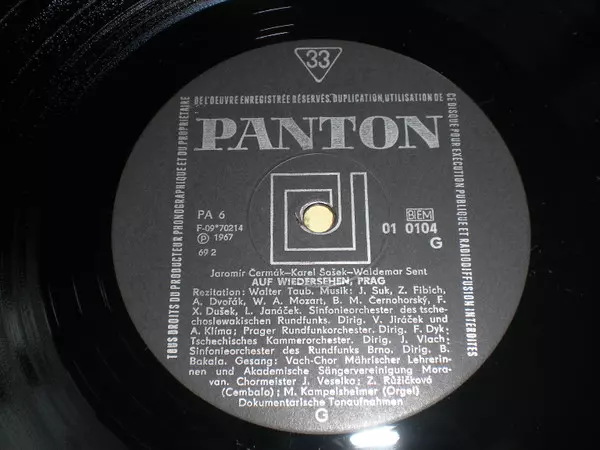 33
DE L'OEUVRE ENREGISTRÉE RÉSERVÉS. DUPLICATION, UTILISATION DE
CE DISQUE POUR EXÉCUTION PUBLIQUE ET RADIODIFFUSION INTERDITES
TOUS DROITS DU PRODUCTEUR PHONOGRAPHIQUE ET DU PROPRIÉTAIRE
PANTON
PA 6
F-09*70214
Ⓟ 1967
69 2
BIEM
01 0104
G
Jaromír Čermák—Karel Sašek—Waldemar Sent
AUF WIEDERSEHEN, PRAG
Rezitation: Walter Taub. Musik: J. Suk, Z. Fibich,
A. Dvořák, W. A. Mozart, B. M. Černohorský, F.
X. Dušek, L. Janáček. Sinfonieorchester des tsche-
choslowakischen Rundfunks. Dirig. V. Jiráček und
A. Klíma; Prager Rundfunkorchester. Dirig. F. Dyk;
Tschechisches Kammerorchester. Dirig. J. Vlach;
Sinfonieorchester des Rundfunks Brno. Dirig. B.
Bakala. Gesang: Vach-Chor Mährischer Lehrerin-
nen und Akademische Sängervereinigung Mora-
van. Chormeister J. Veselka; Z. Růžičková
(Cembalo); M. Kampelsheimer (Orgel)
Dokumentarische Tonaufnahmen
G